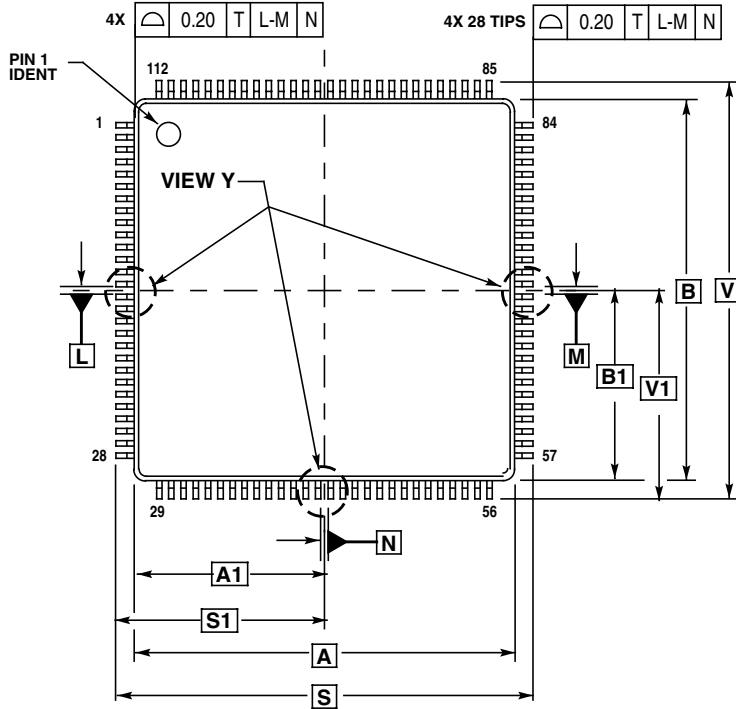 4X ⌓ 0.20 T L-M N
4X 28 TIPS ⌓ 0.20 T L-M N
PIN 1
IDENT
112
85
1
84
VIEW Y
L
M
B
V
B1
V1
28
57
29
56
N
A1
S1
A
S